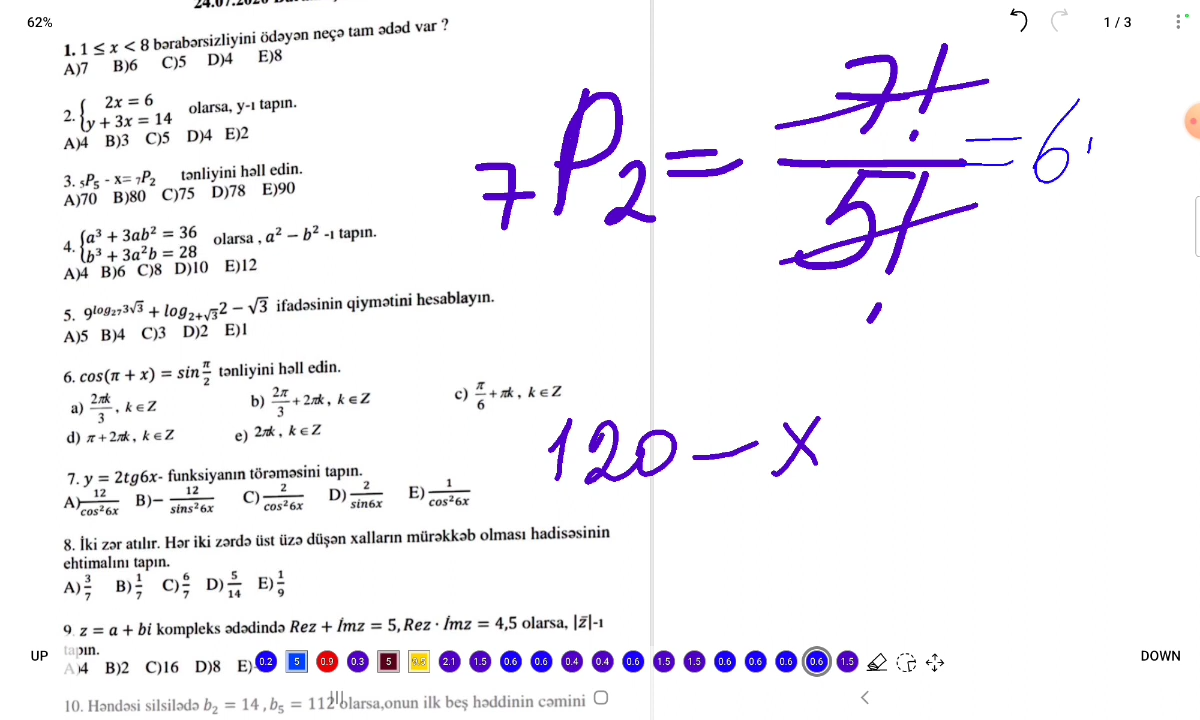 62%
1 / 3
1. 1 ≤ x < 8 bərabərsizliyini ödəyən neçə tam ədəd var ?
A)7 B)6 C)5 D)4 E)8
2. { 2x = 6
y + 3x = 14 olarsa, y-ı tapın.
A)4 B)3 C)5 D)4 E)2
3. ₅P₅ - x= ₇P₂ tənliyini həll edin.
A)70 B)80 C)75 D)78 E)90
4. { a³ + 3ab² = 36
b³ + 3a²b = 28 olarsa , a² − b² -ı tapın.
A)4 B)6 C)8 D)10 E)12
5. 9^log₂₇3√3 + log_2+√3 2 − √3 ifadəsinin qiymətini hesablayın.
A)5 B)4 C)3 D)2 E)1
6. cos(π + x) = sin π/2 tənliyini həll edin.
a) 2πk/3 , k∈Z b) 2π/3 + 2πk , k∈Z c) π/6 + πk , k∈Z
d) π + 2πk , k∈Z e) 2πk , k∈Z
7. y = 2tg6x- funksiyanın törəməsini tapın.
A) 12/cos²6x B)− 12/sins²6x C) 2/cos²6x D) 2/sin6x E) 1/cos²6x
8. İki zər atılır. Hər iki zərdə üst üzə düşən xalların mürəkkəb olması hadisəsinin
ehtimalını tapın.
A) 3/7 B) 1/7 C) 6/7 D) 5/14 E) 1/9
9. z = a + bi kompleks ədədində Rez + İmz = 5, Rez · İmz = 4,5 olarsa, |z̄|-ı
tapın.
A)4 B)2 C)16 D)8 E)
10. Həndəsi silsilədə b₂ = 14 , b₅ = 112 olarsa,onun ilk beş həddinin cəmini
₇P₂ = 7!/5! = 6
120 − x
UP 0.2 5 0.9 0.3 5 9.5 2.1 1.5 0.6 0.6 0.4 0.4 0.6 1.5 1.5 0.6 0.6 0.6 0.6 1.5 DOWN